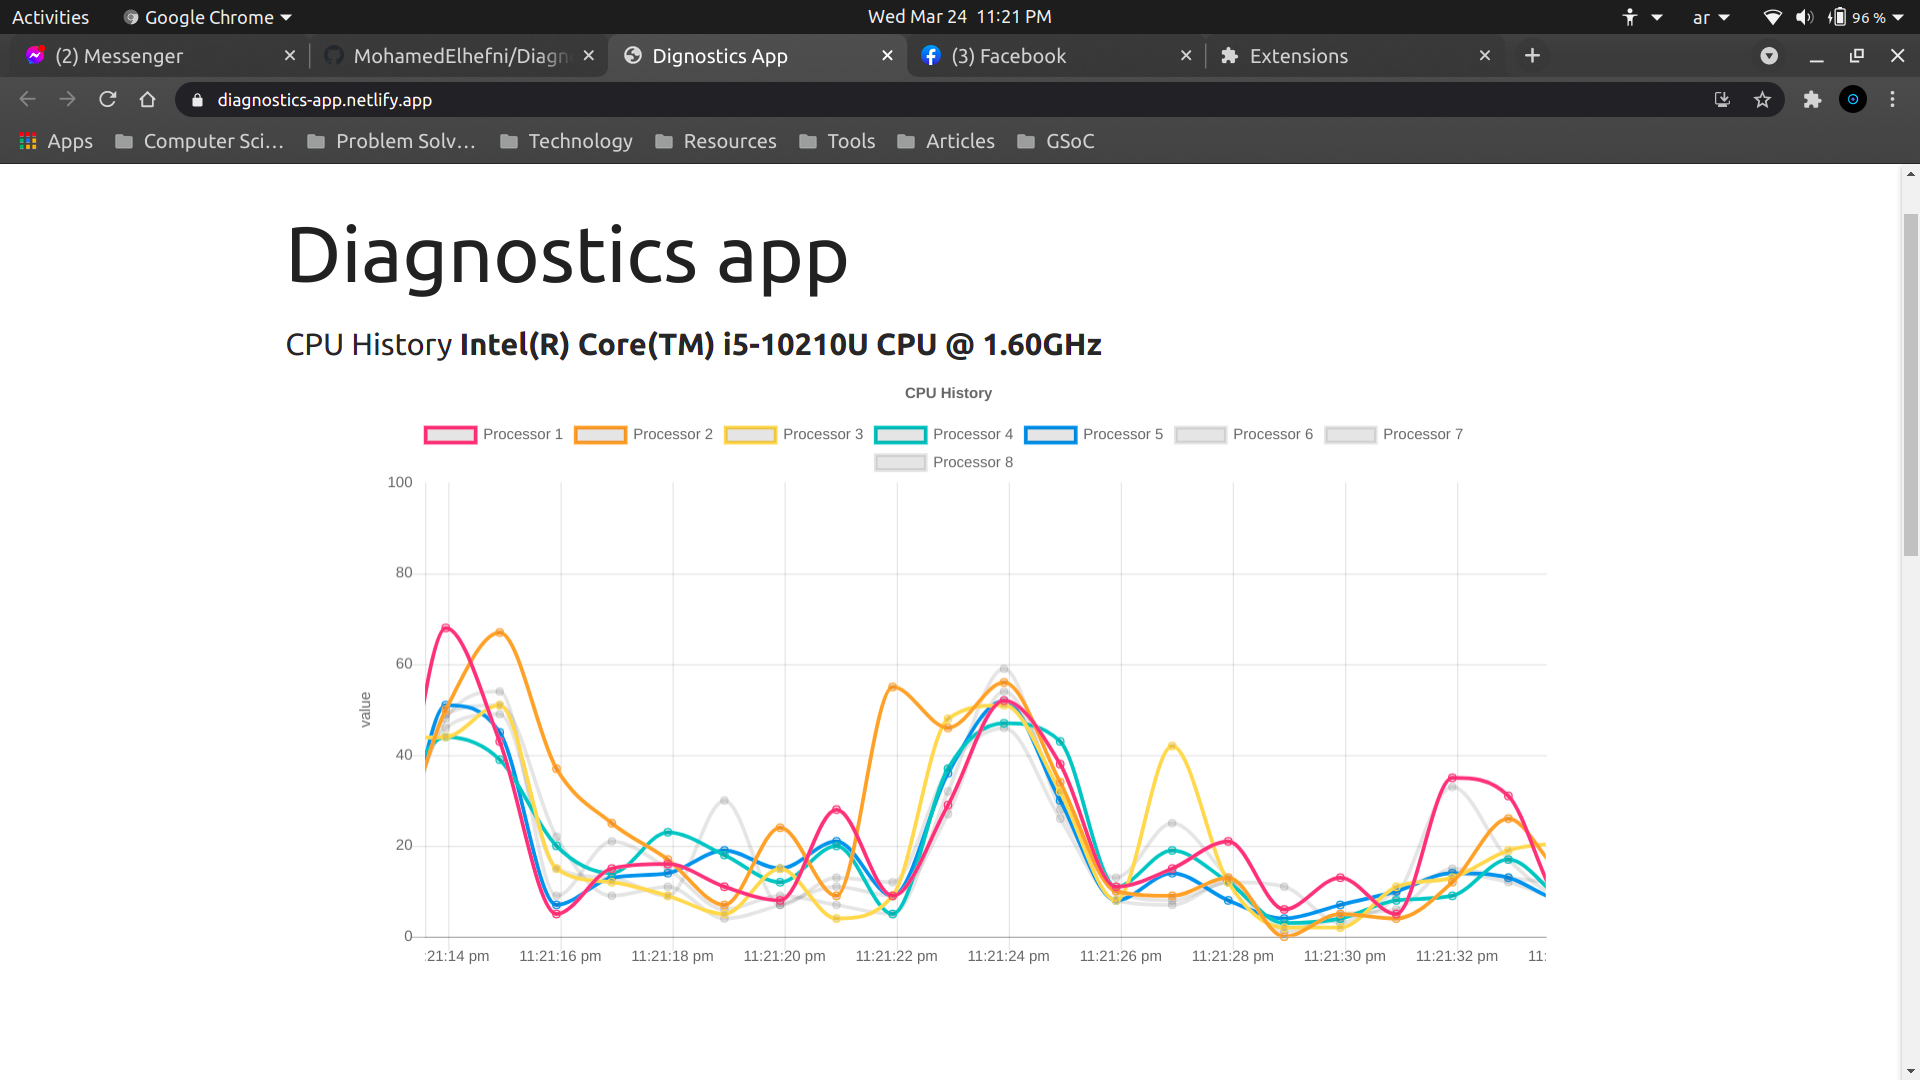 Activities Google Chrome Wed Mar 24 11:21 PM ar 96 %
(2) Messenger MohamedElhefni/Diagn Dignostics App (3) Facebook Extensions
diagnostics-app.netlify.app
Apps Computer Sci... Problem Solv... Technology Resources Tools Articles GSoC
Diagnostics app
CPU History Intel(R) Core(TM) i5-10210U CPU @ 1.60GHz
CPU History
Processor 1 Processor 2 Processor 3 Processor 4 Processor 5 Processor 6 Processor 7
Processor 8
100
80
60
value
40
20
0
:21:14 pm 11:21:16 pm 11:21:18 pm 11:21:20 pm 11:21:22 pm 11:21:24 pm 11:21:26 pm 11:21:28 pm 11:21:30 pm 11:21:32 pm 11: